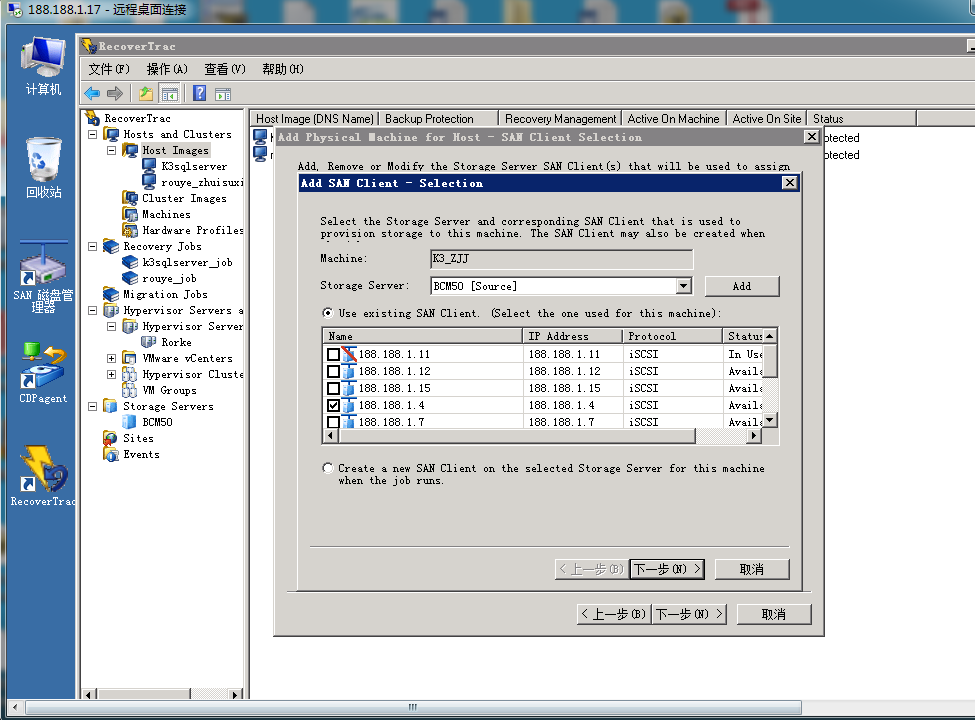 188.188.1.17 - 远程桌面连接
计算机
回收站
SAN 磁盘管
理器
CDPagent
RecoverTrac
RecoverTrac
文件(F) 操作(A) 查看(V) 帮助(H)
RecoverTrac
Hosts and Clusters
Host Images
K3sqlserver
rouye_zhuisuxi
Cluster Images
Machines
Hardware Profiles
Recovery Jobs
k3sqlserver_job
rouye_job
Migration Jobs
Hypervisor Servers a
Hypervisor Server
Rorke
VMware vCenters
Hypervisor Cluste
VM Groups
Storage Servers
BCM50
Sites
Events
Host Image (DNS Name) Backup Protection Recovery Management Active On Machine Active On Site Status
otected
otected
Add Physical Machine for Host - SAN Client Selection
Add, Remove or Modify the Storage Server SAN Client(s) that will be used to assign
Add SAN Client - Selection
Select the Storage Server and corresponding SAN Client that is used to
provision storage to this machine. The SAN Client may also be created when
Machine: K3_ZJJ
Storage Server: BCM50 [Source] Add
Use existing SAN Client. (Select the one used for this machine):
Name IP Address Protocol Status
188.188.1.11 188.188.1.11 iSCSI In Use
188.188.1.12 188.188.1.12 iSCSI Availa
188.188.1.15 188.188.1.15 iSCSI Availa
188.188.1.4 188.188.1.4 iSCSI Availa
188.188.1.7 188.188.1.7 iSCSI Availa
Create a new SAN Client on the selected Storage Server for this machine
when the job runs.
< 上一步(B) 下一步(N) > 取消
< 上一步(B) 下一步(N) > 取消